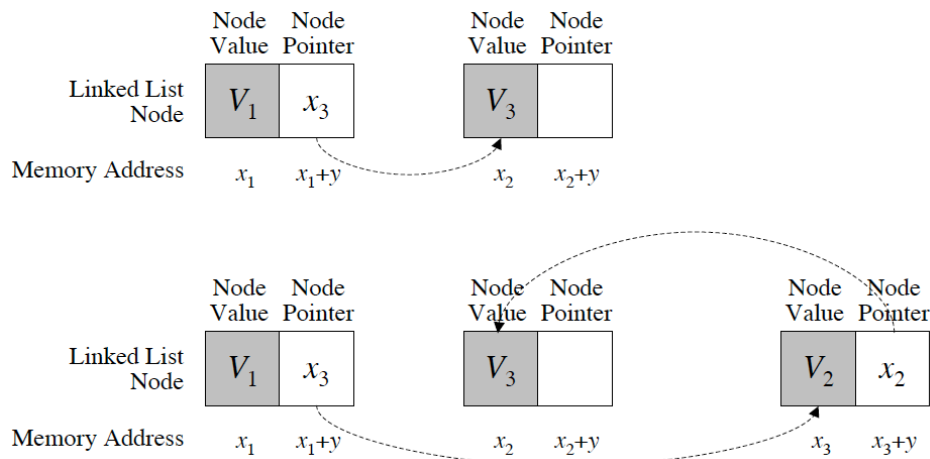 Node Value Node Pointer Node Value Node Pointer
Linked List Node V₁ x₃ V₃
Memory Address x₁ x₁+y x₂ x₂+y
Node Value Node Pointer Node Value Node Pointer Node Value Node Pointer
Linked List Node V₁ x₃ V₃ V₂ x₂
Memory Address x₁ x₁+y x₂ x₂+y x₃ x₃+y